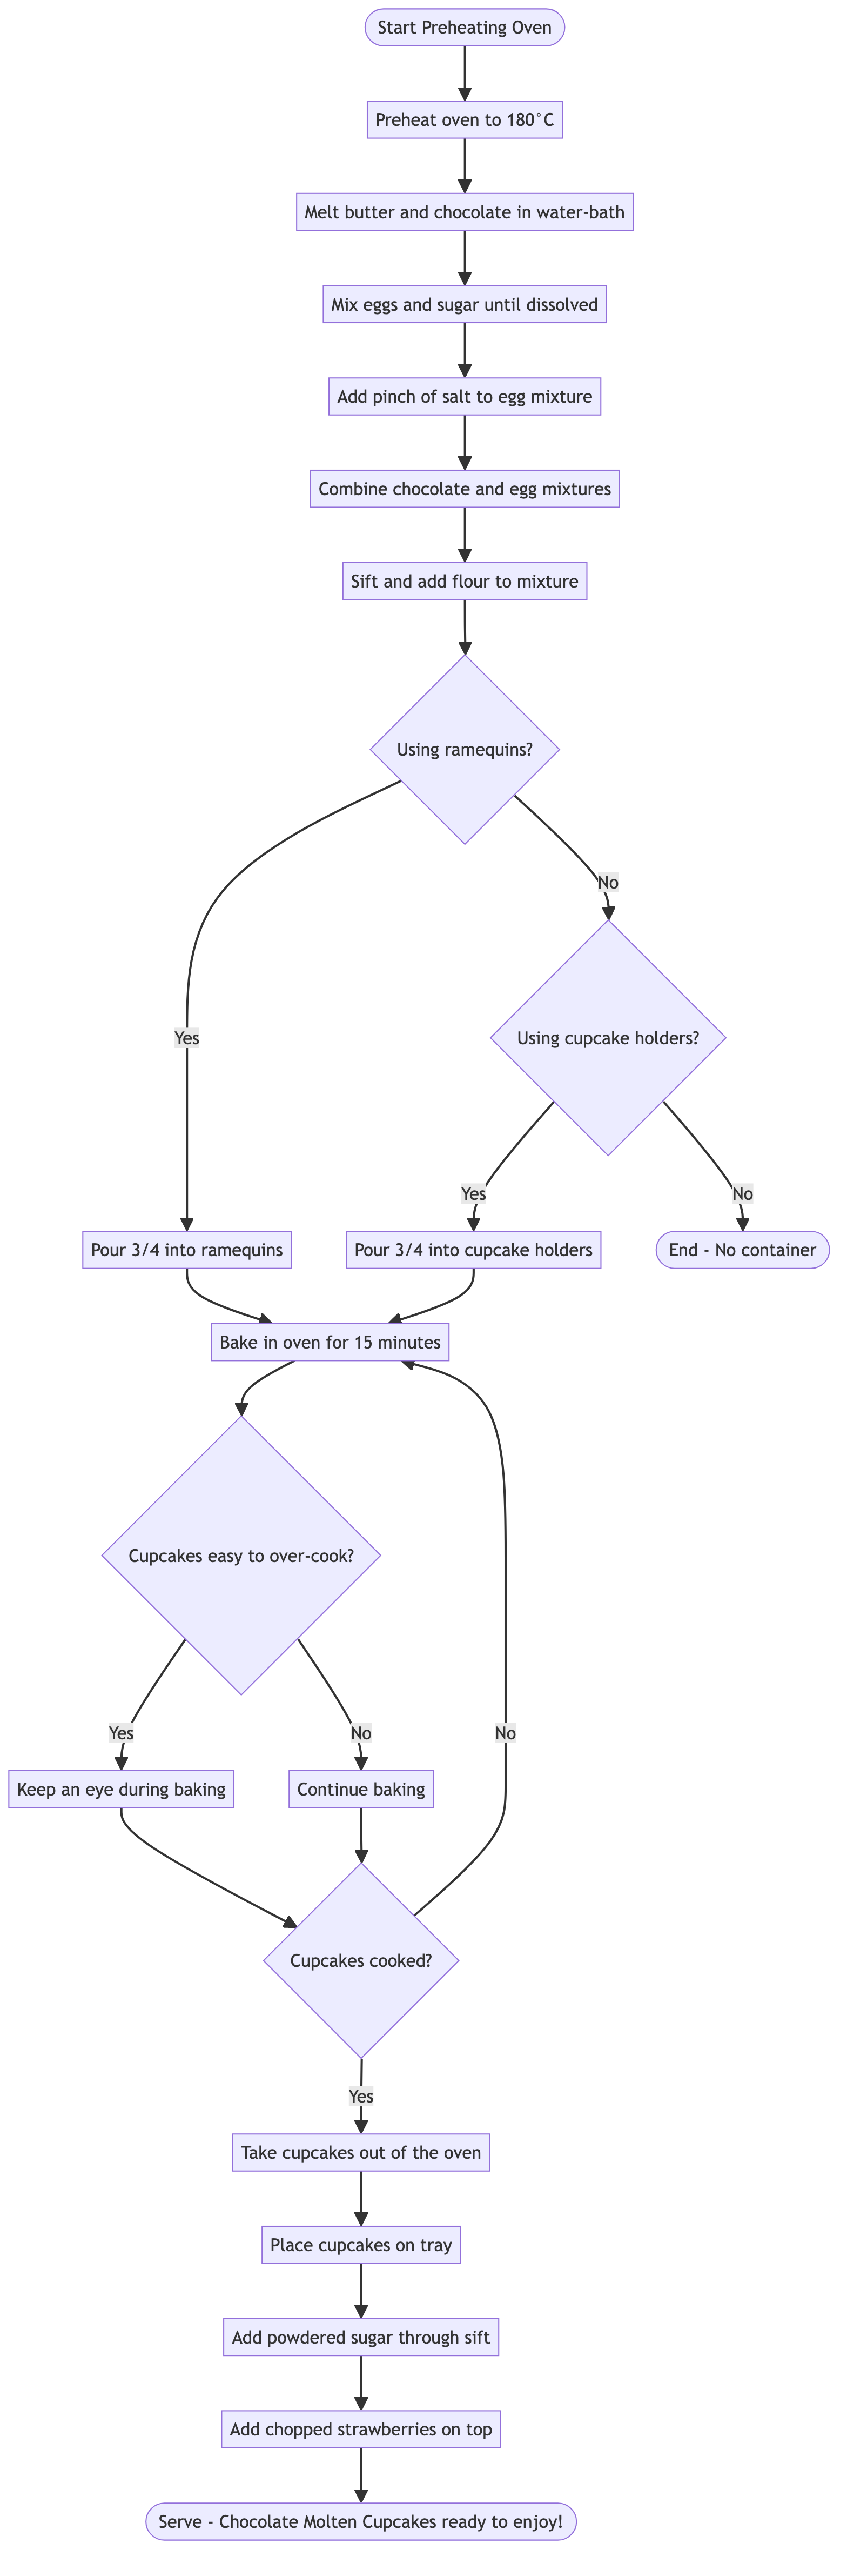 Start Preheating Oven
Preheat oven to 180°C
Melt butter and chocolate in water-bath
Mix eggs and sugar until dissolved
Add pinch of salt to egg mixture
Combine chocolate and egg mixtures
Sift and add flour to mixture
Using ramequins?
No
Yes
Using cupcake holders?
Yes
No
Pour 3/4 into ramequins
Pour 3/4 into cupcake holders
End - No container
Bake in oven for 15 minutes
Cupcakes easy to over-cook?
Yes
No
No
Keep an eye during baking
Continue baking
Cupcakes cooked?
Yes
Take cupcakes out of the oven
Place cupcakes on tray
Add powdered sugar through sift
Add chopped strawberries on top
Serve - Chocolate Molten Cupcakes ready to enjoy!